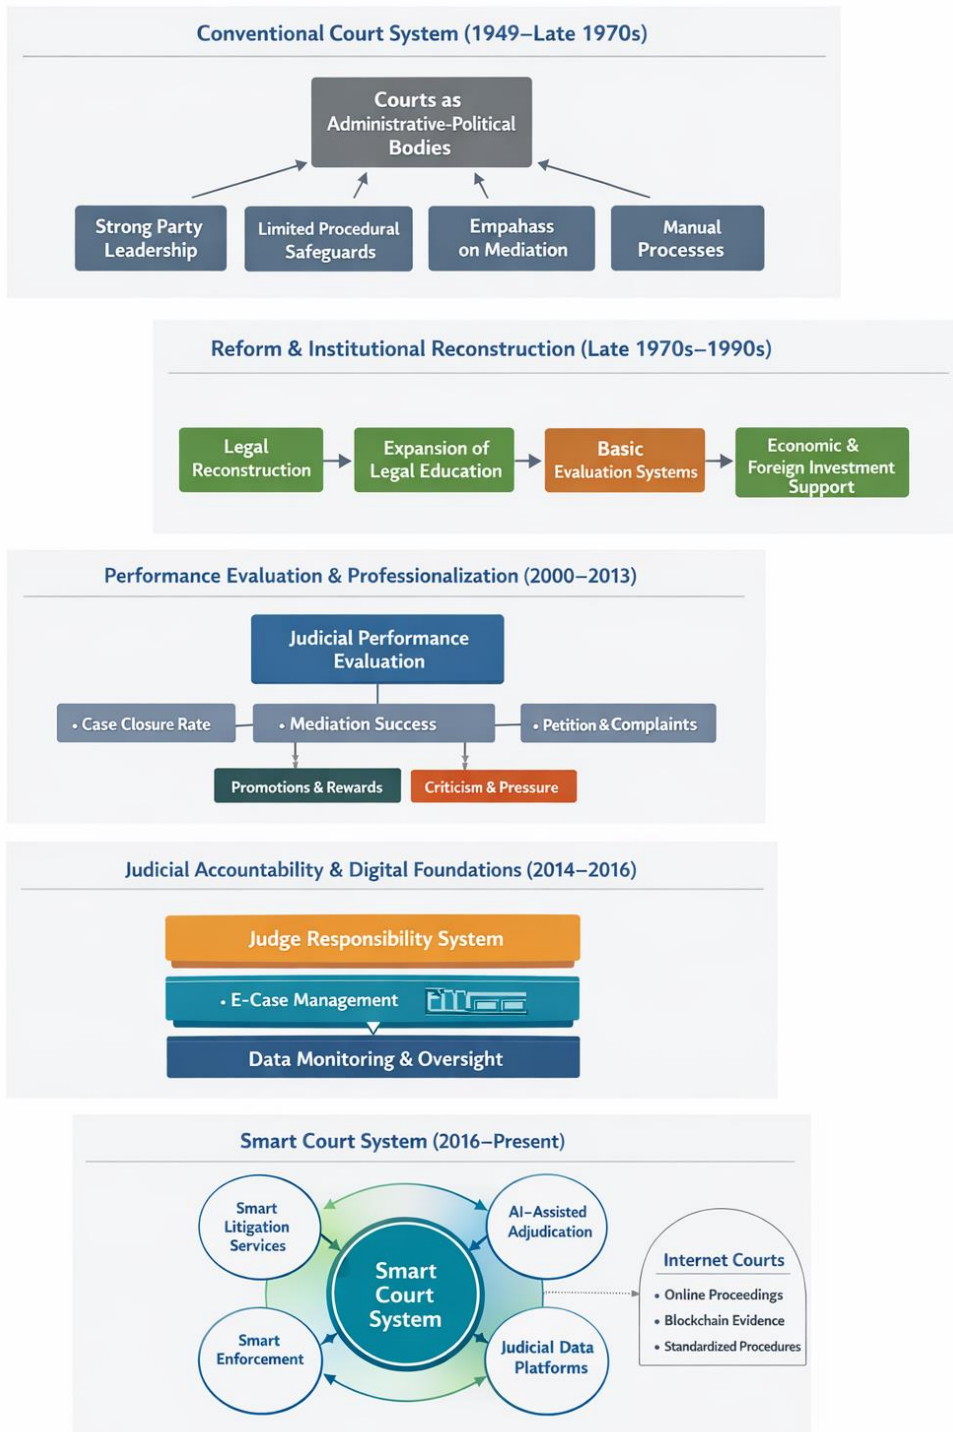 Conventional Court System (1949–Late 1970s)
Courts as
Administrative-Political
Bodies
Strong Party
Leadership
Limited Procedural
Safeguards
Empahass
on Mediation
Manual
Processes
Reform & Institutional Reconstruction (Late 1970s–1990s)
Legal
Reconstruction
Expansion of
Legal Education
Basic
Evaluation Systems
Economic &
Foreign Investment
Support
Performance Evaluation & Professionalization (2000–2013)
Judicial Performance
Evaluation
• Case Closure Rate
• Mediation Success
• Petition & Complaints
Promotions & Rewards
Criticism & Pressure
Judicial Accountability & Digital Foundations (2014–2016)
Judge Responsibility System
• E-Case Management
Data Monitoring & Oversight
Smart Court System (2016–Present)
Smart
Litigation
Services
AI–Assisted
Adjudication
Smart
Court
System
Smart
Enforcement
Judicial Data
Platforms
Internet Courts
• Online Proceedings
• Blockchain Evidence
• Standardized Procedures